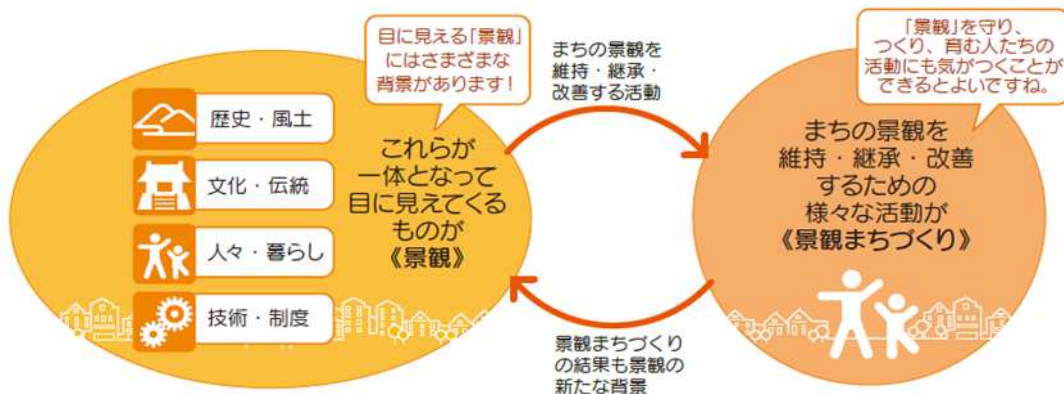 目に見える「景観」
にはさまざまな
背景があります!
歴史・風土
文化・伝統
人々・暮らし
技術・制度
これらが
一体となって
目に見えてくる
ものが
《景観》
まちの景観を
維持・継承・
改善する活動
景観まちづくり
の結果も景観の
新たな背景
「景観」を守り、
つくり、育む人たちの
活動にも気がつくことが
できるとよいですね。
まちの景観を
維持・継承・改善
するための
様々な活動が
《景観まちづくり》